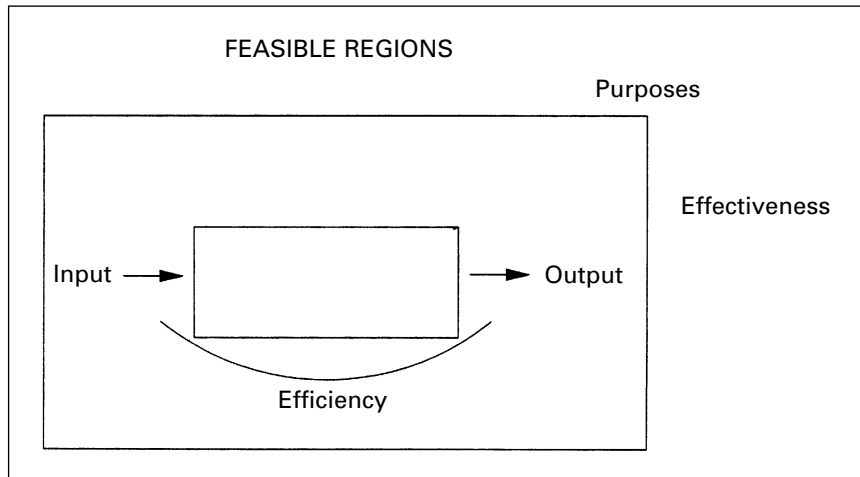 FEASIBLE REGIONS
Purposes
Effectiveness
Input
Output
Efficiency